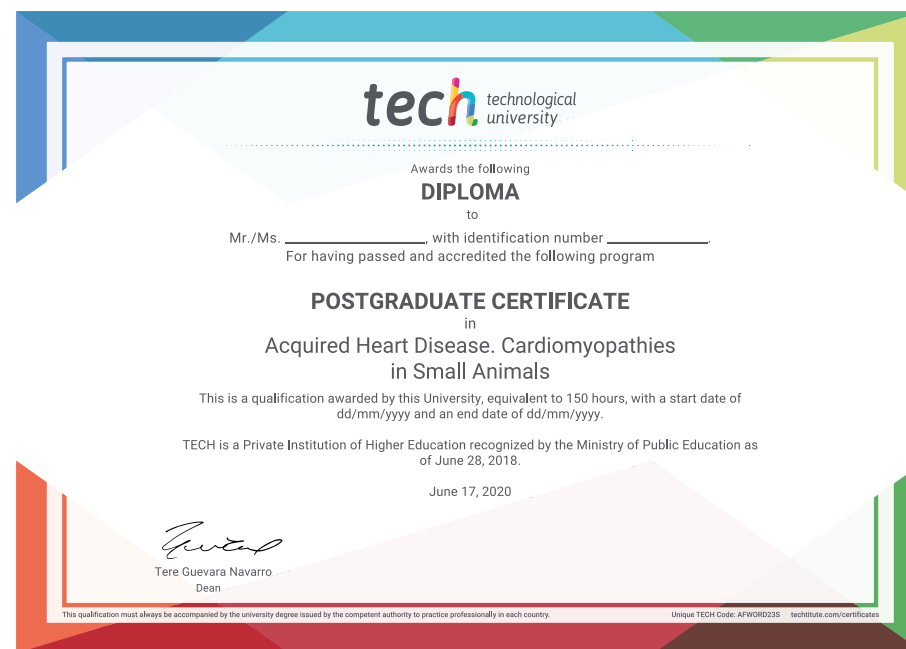 tech technological
university
Awards the following
DIPLOMA
to
Mr./Ms. ____________________, with identification number ______________.
For having passed and accredited the following program
POSTGRADUATE CERTIFICATE
in
Acquired Heart Disease. Cardiomyopathies
in Small Animals
This is a qualification awarded by this University, equivalent to 150 hours, with a start date of
dd/mm/yyyy and an end date of dd/mm/yyyy.
TECH is a Private Institution of Higher Education recognized by the Ministry of Public Education as
of June 28, 2018.
June 17, 2020
Tere Guevara Navarro
Dean
This qualification must always be accompanied by the university degree issued by the competent authority to practice professionally in each country. Unique TECH Code: AFWORD23S techtitute.com/certificates